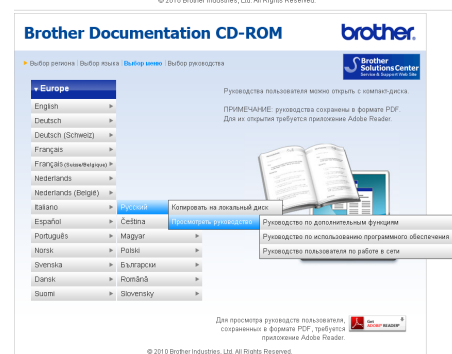 © 2010 Brother Industries, Ltd. All Rights Reserved.
Brother Documentation CD-ROM
brother.
Выбор региона | Выбор языка | Выбор меню | Выбор руководства
Brother
Solutions Center
Service & Support Web Site
Europe
Руководства пользователя можно открыть с компакт-диска.
ПРИМЕЧАНИЕ: руководства сохранены в формате PDF.
Для их открытия требуется приложение Adobe Reader.
English
Deutsch
Deutsch (Schweiz)
Français
Français (Suisse/Belgique)
Nederlands
Nederlands (België)
Italiano
Русский
Копировать на локальный диск
Español
Čeština
Просмотреть руководство
Руководство по дополнительным функциям
Português
Magyar
Руководство по использованию программного обеспечения
Norsk
Polski
Руководство пользователя по работе в сети
Svenska
Български
Dansk
Română
Suomi
Slovensky
Для просмотра руководств пользователя,
сохраненных в формате PDF, требуется
приложение Adobe Reader.
Get
ADOBE® READER®
© 2010 Brother Industries, Ltd. All Rights Reserved.